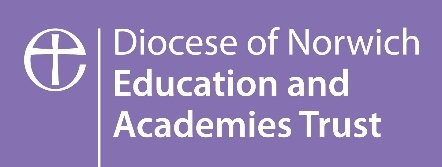 Diocese of Norwich
Education and
Academies Trust